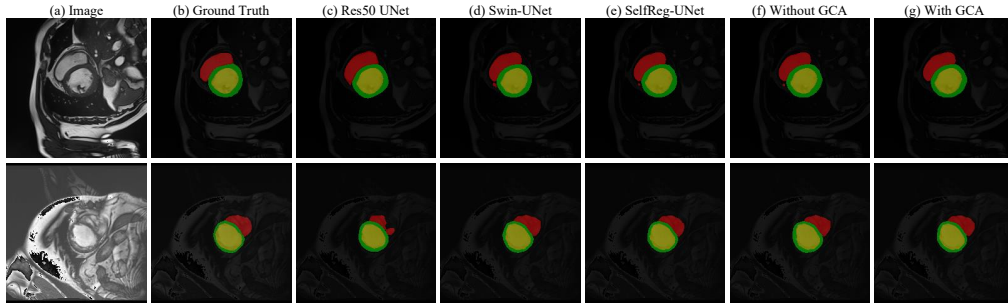 (a) Image (b) Ground Truth (c) Res50 UNet (d) Swin-UNet (e) SelfReg-UNet (f) Without GCA (g) With GCA